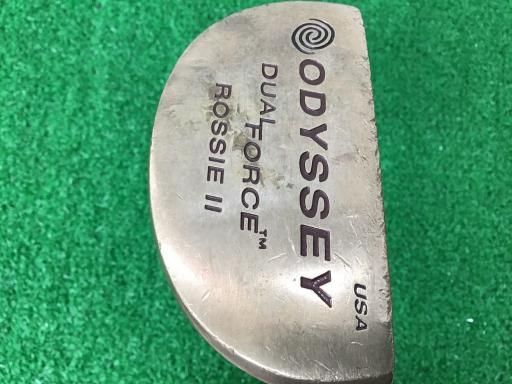 ODYSSEY
DUAL FORCE™
ROSSIE II
USA